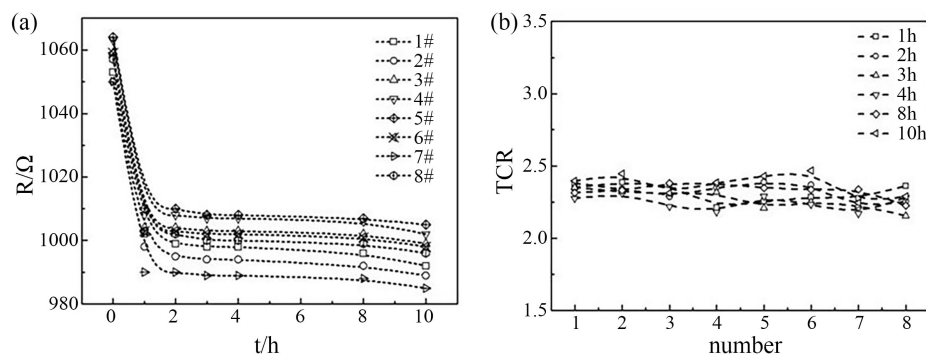 (a)
1060
1040
1020
1000
980
R/Ω
0 2 4 6 8 10
t/h
1#
2#
3#
4#
5#
6#
7#
8#
(b)
3.5
3.0
2.5
2.0
1.5
TCR
1 2 3 4 5 6 7 8
number
1h
2h
3h
4h
8h
10h